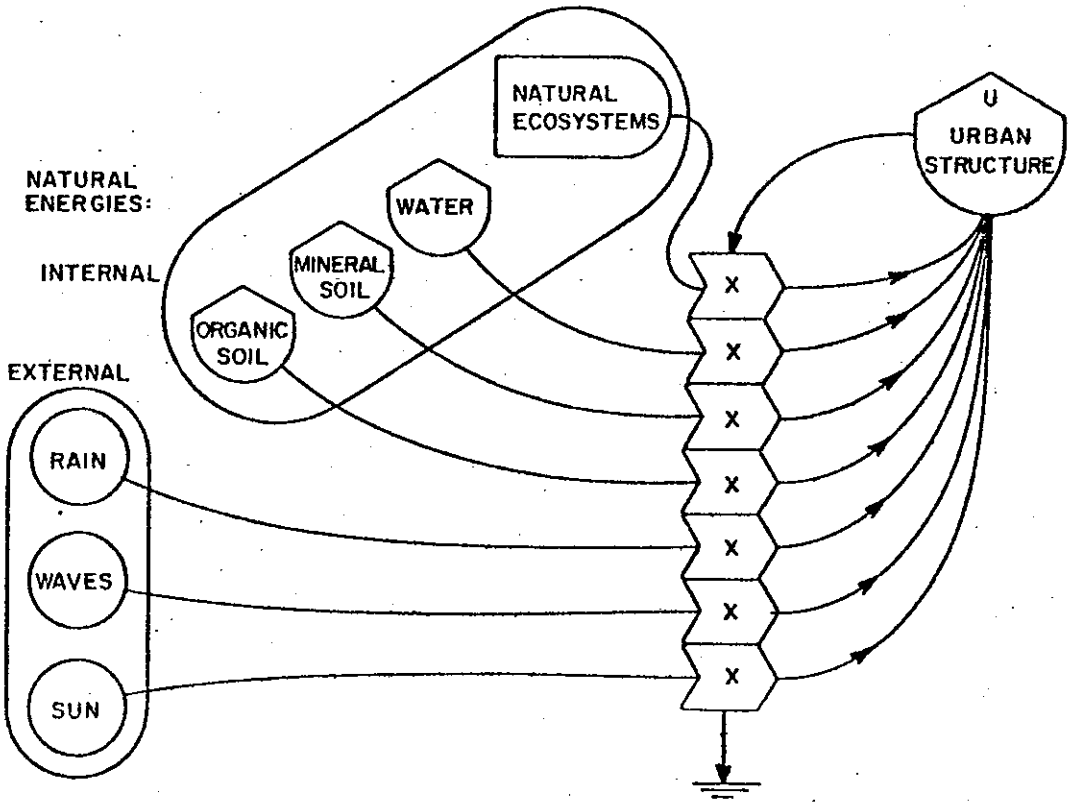 NATURAL
ECOSYSTEMS
U
URBAN
STRUCTURE
NATURAL
ENERGIES:
WATER
INTERNAL
MINERAL
SOIL
ORGANIC
SOIL
EXTERNAL
RAIN
WAVES
SUN
X
X
X
X
X
X
X